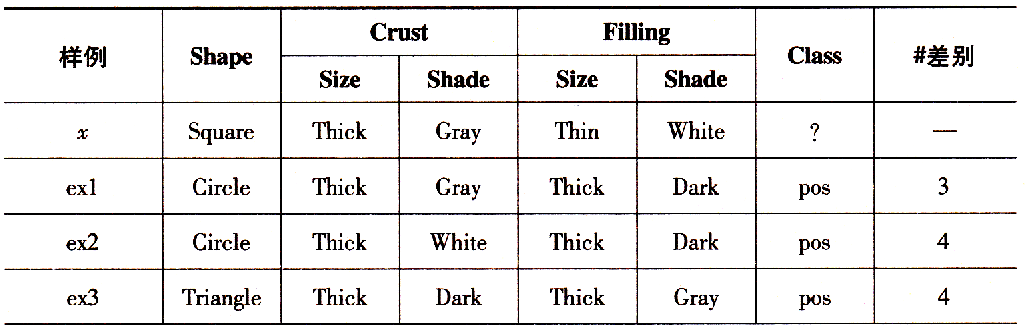 样例 Shape Crust Filling Class #差别
Size Shade Size Shade
x Square Thick Gray Thin White ? —
ex1 Circle Thick Gray Thick Dark pos 3
ex2 Circle Thick White Thick Dark pos 4
ex3 Triangle Thick Dark Thick Gray pos 4